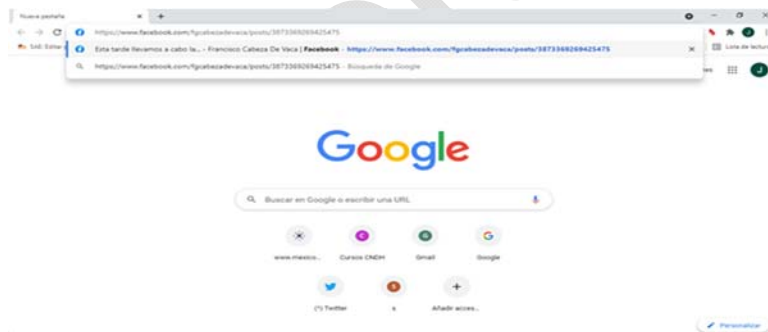 Nueva pestaña
https://www.facebook.com/fgcabezadevaca/posts/3873369269425475
Esta tarde llevamos a cabo la... - Francisco Cabeza De Vaca | Facebook - https://www.facebook.com/fgcabezadevaca/posts/3873369269425475
https://www.facebook.com/fgcabezadevaca/posts/3873369269425475 - Búsqueda de Google
Lista de lectura
Google
Buscar en Google o escribir una URL
www.mexico... Cursos CNDH Gmail Google
(*) Twitter s Añadir acces...
Personalizar